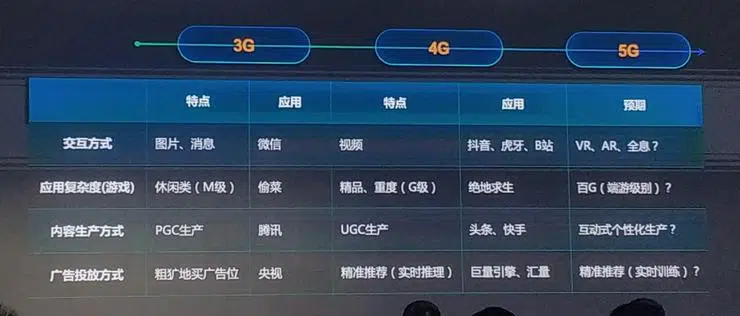 3G 4G 5G
特点 应用 特点 应用 预期
交互方式 图片、消息 微信 视频 抖音、虎牙、B站 VR、AR、全息？
应用复杂度(游戏) 休闲类（M级） 偷菜 精品、重度（G级） 绝地求生 百G（端游级别）？
内容生产方式 PGC生产 腾讯 UGC生产 头条、快手 互动式个性化生产？
广告投放方式 粗犷地买广告位 央视 精准推荐（实时推理） 巨量引擎、汇量 精准推荐（实时训练）？